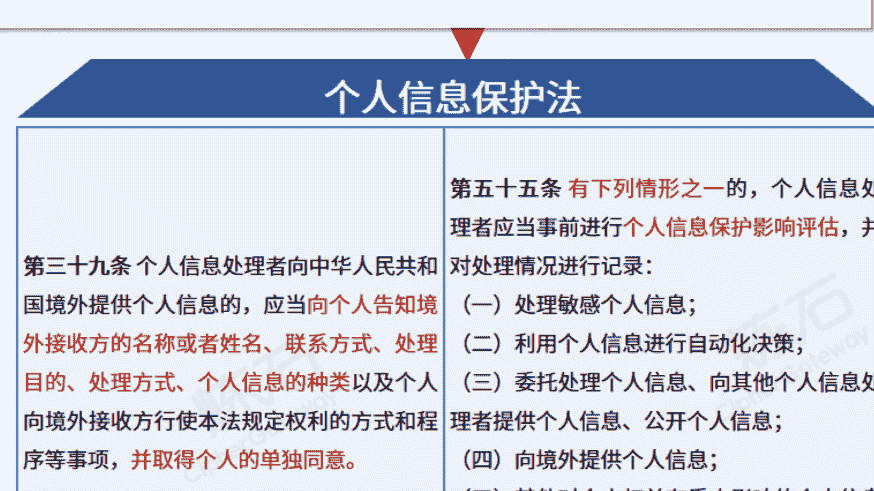 个人信息保护法
第三十九条 个人信息处理者向中华人民共和
国境外提供个人信息的，应当向个人告知境
外接收方的名称或者姓名、联系方式、处理
目的、处理方式、个人信息的种类以及个人
向境外接收方行使本法规定权利的方式和程
序等事项，并取得个人的单独同意。
第五十五条 有下列情形之一的，个人信息处
理者应当事前进行个人信息保护影响评估，并
对处理情况进行记录：
（一）处理敏感个人信息；
（二）利用个人信息进行自动化决策；
（三）委托处理个人信息、向其他个人信息处
理者提供个人信息、公开个人信息；
（四）向境外提供个人信息；
炼石
CipherGateway
炼石
CipherGateway